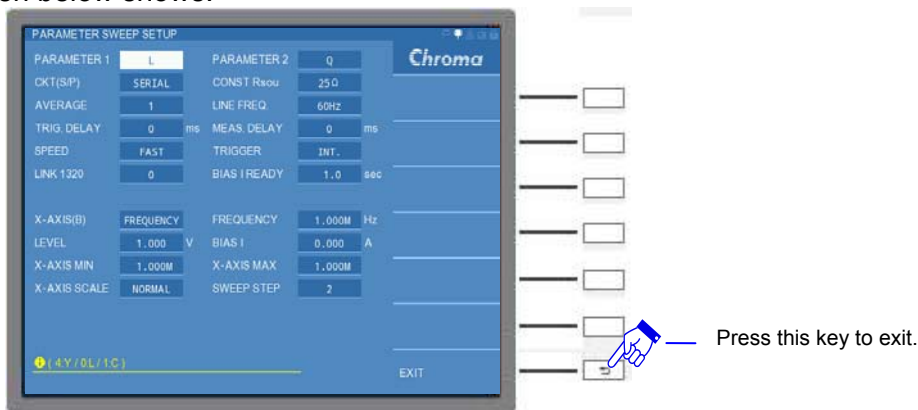 PARAMETER SWEEP SETUP
Chroma
PARAMETER 1 L PARAMETER 2 Q
CKT(S/P) SERIAL CONST Rsou 25Ω
AVERAGE 1 LINE FREQ. 60HZ
TRIG. DELAY 0 ms MEAS. DELAY 0 ms
SPEED FAST TRIGGER INT.
LINK 1320 0 BIAS I READY 1.0 sec
X-AXIS(B) FREQUENCY FREQUENCY 1.000M Hz
LEVEL 1.000 V BIAS I 0.000 A
X-AXIS MIN 1.000M X-AXIS MAX 1.000M
X-AXIS SCALE NORMAL SWEEP STEP 2
( 4:Y / 0:L / 1:C )
EXIT
Press this key to exit.